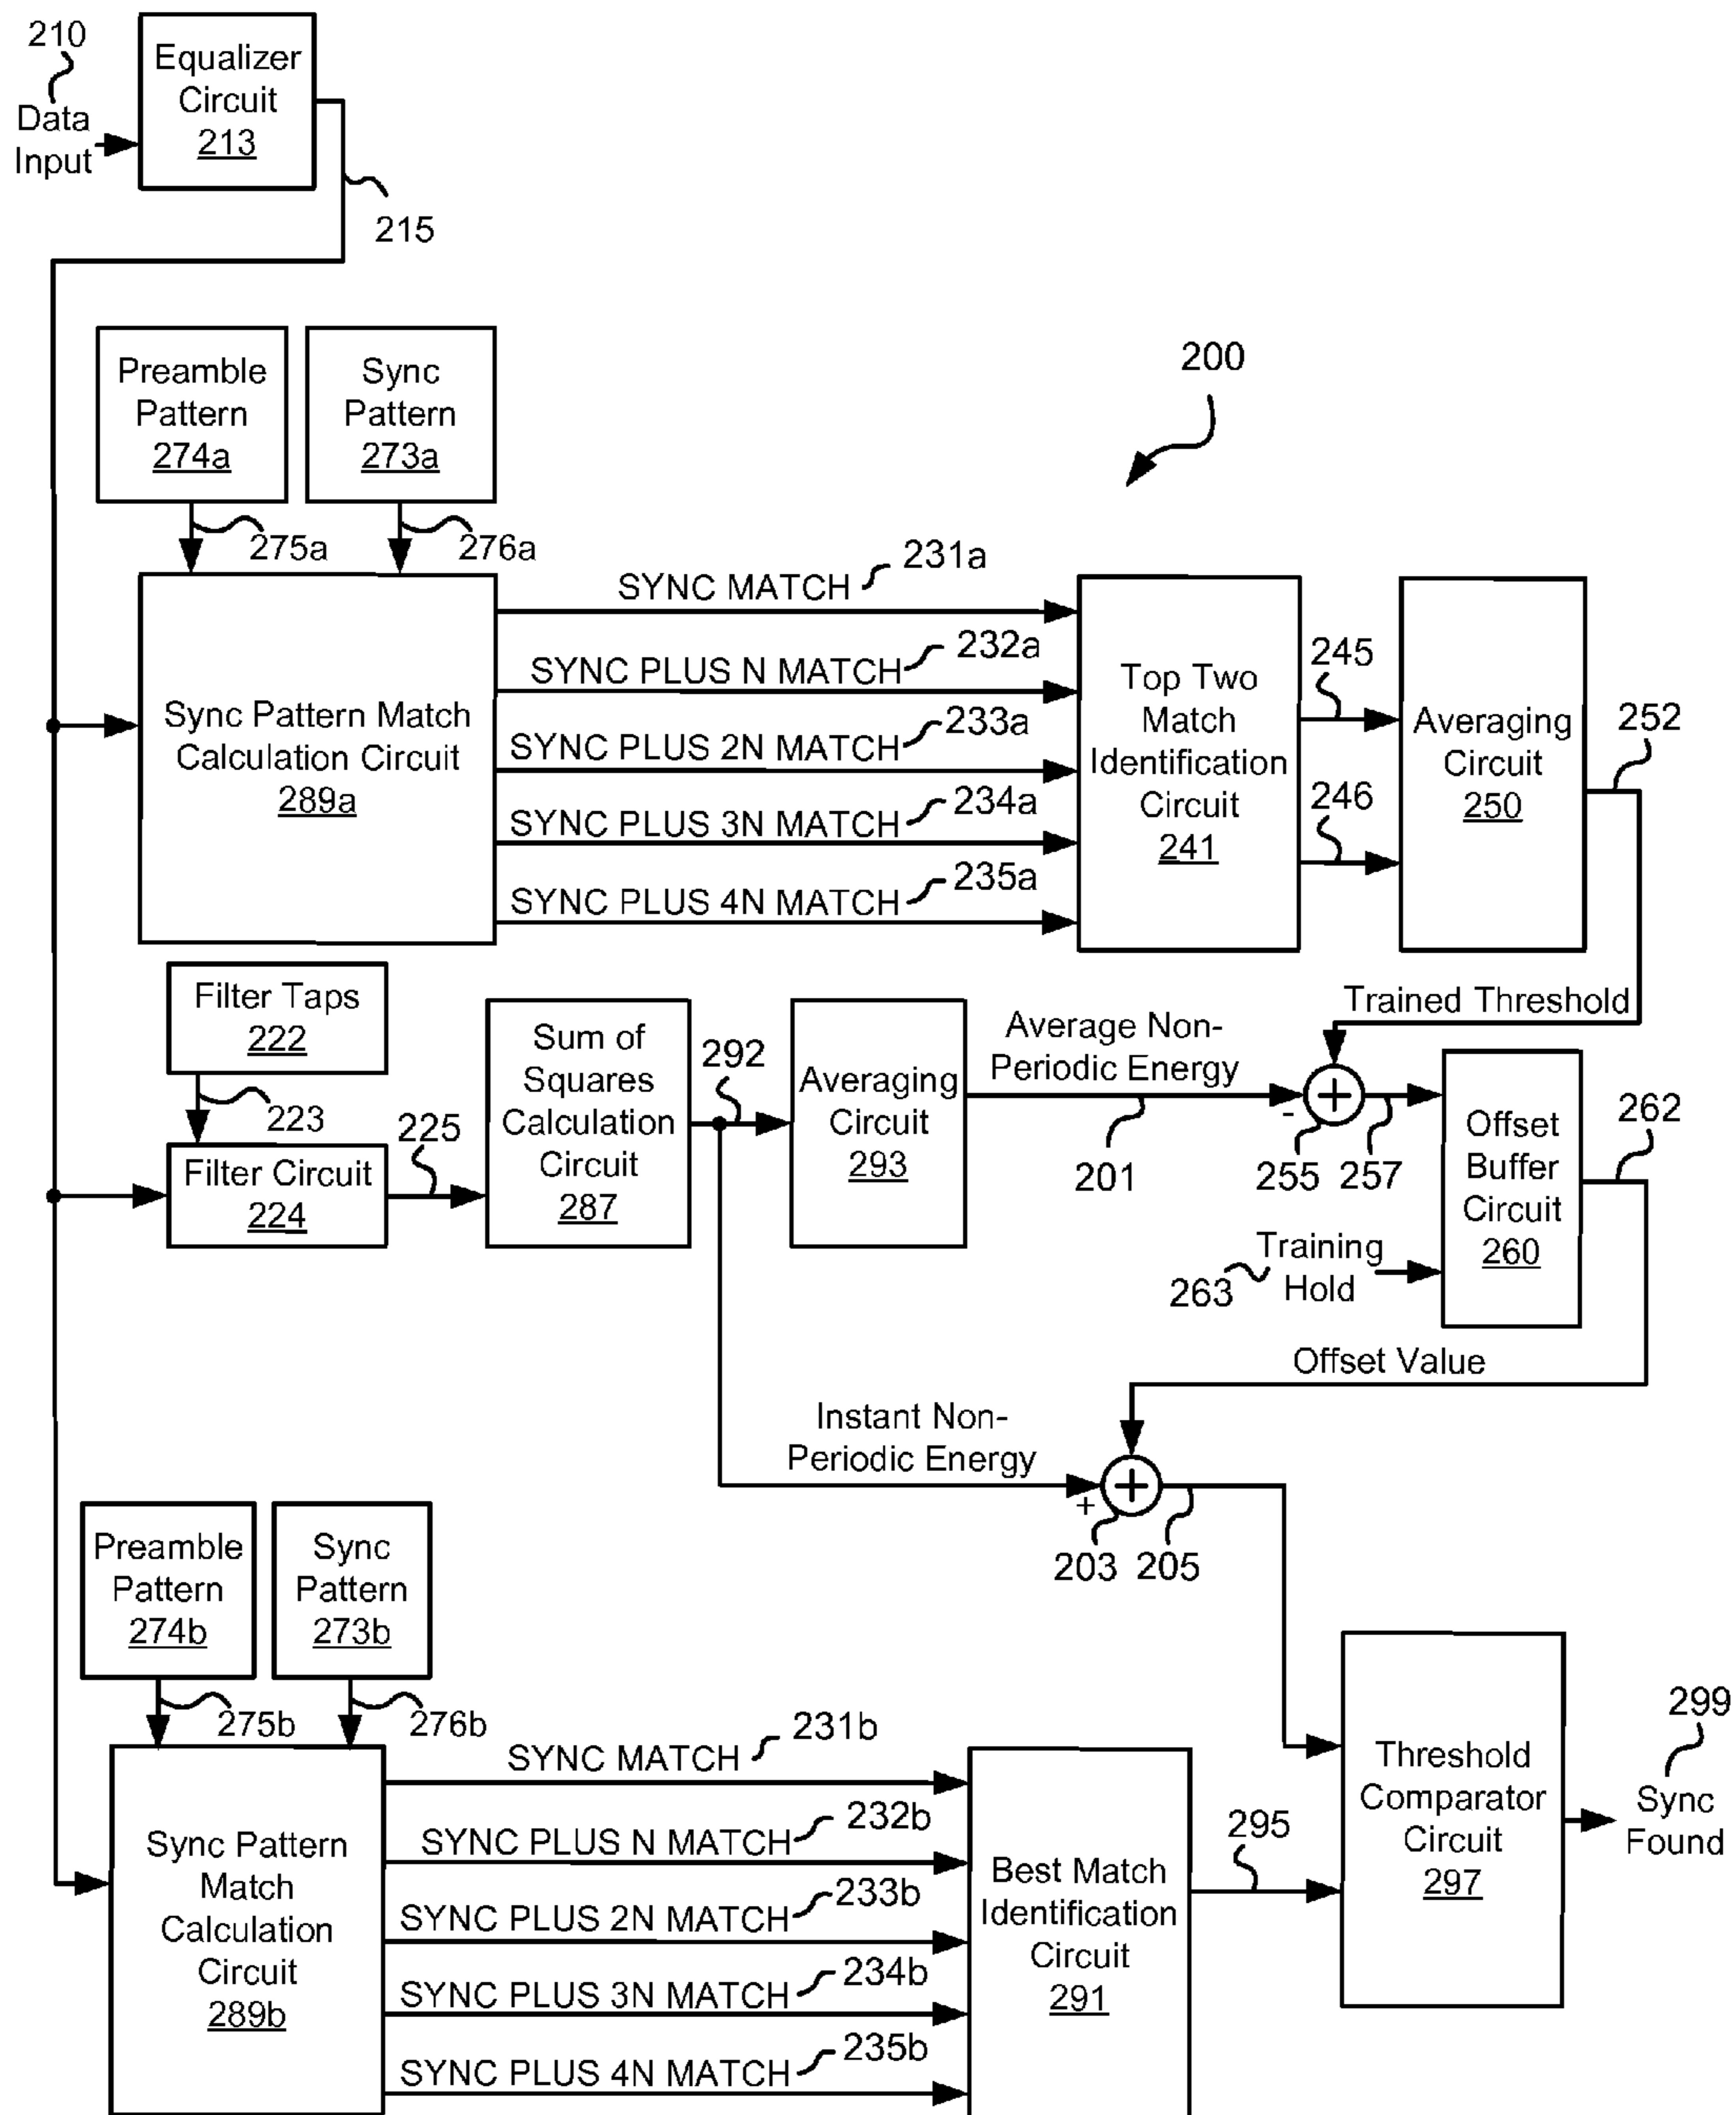 210
Data
Input
Equalizer
Circuit
213
215
Preamble
Pattern
274a
Sync
Pattern
273a
200
275a
276a
Sync Pattern Match
Calculation Circuit
289a
SYNC MATCH
231a
SYNC PLUS N MATCH
232a
SYNC PLUS 2N MATCH
233a
SYNC PLUS 3N MATCH
234a
SYNC PLUS 4N MATCH
235a
Top Two
Match
Identification
Circuit
241
245
246
Averaging
Circuit
250
252
Filter Taps
222
223
Filter Circuit
224
225
Sum of
Squares
Calculation
Circuit
287
292
Averaging
Circuit
293
Average Non-
Periodic Energy
201
Trained Threshold
-
+
255
257
Offset
Buffer
Circuit
260
262
263
Training
Hold
Offset Value
Instant Non-
Periodic Energy
+
+
203
205
Preamble
Pattern
274b
Sync
Pattern
273b
275b
276b
Sync Pattern
Match
Calculation
Circuit
289b
SYNC MATCH
231b
SYNC PLUS N MATCH
232b
SYNC PLUS 2N MATCH
233b
SYNC PLUS 3N MATCH
234b
SYNC PLUS 4N MATCH
235b
Best Match
Identification
Circuit
291
295
Threshold
Comparator
Circuit
297
299
Sync
Found